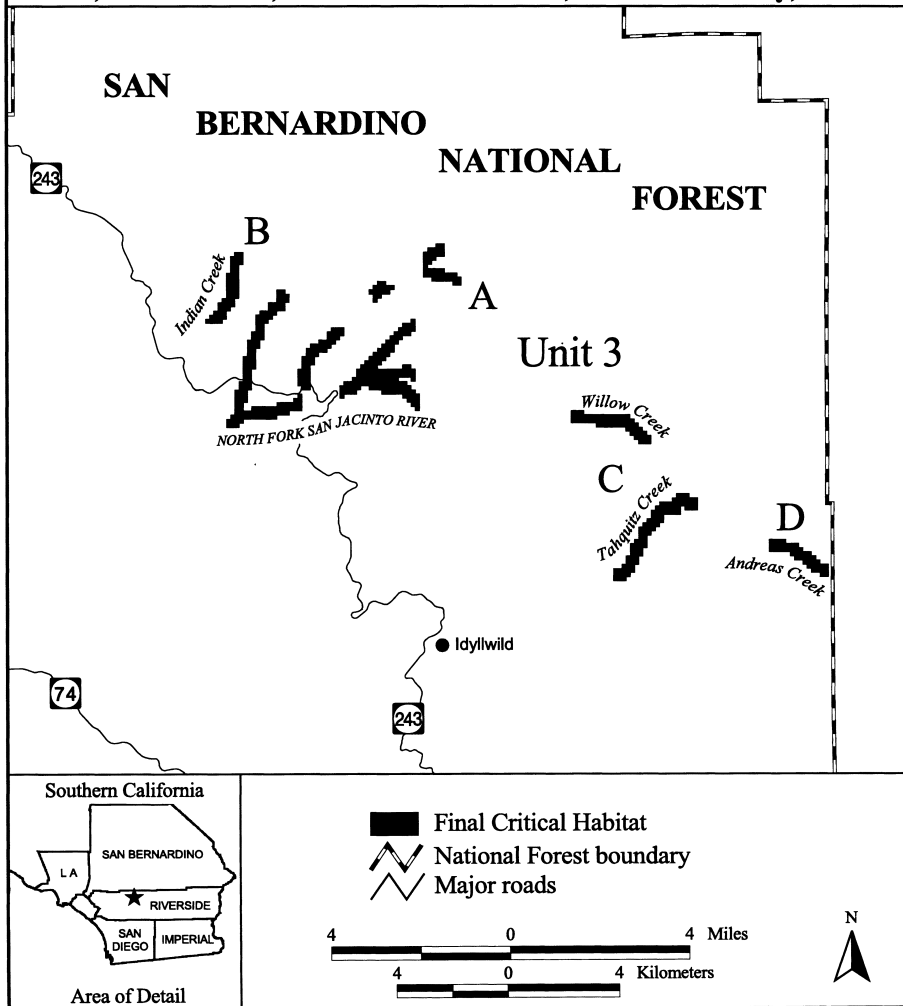 SAN
BERNARDINO
NATIONAL
FOREST
243
B
Indian Creek
A
Unit 3
Willow Creek
NORTH FORK SAN JACINTO RIVER
C
Tahquitz Creek
D
Andreas Creek
Idyllwild
74
243
Southern California
SAN BERNARDINO
L A
RIVERSIDE
SAN
DIEGO
IMPERIAL
Area of Detail
Final Critical Habitat
National Forest boundary
Major roads
4 0 4 Miles
4 0 4 Kilometers
N